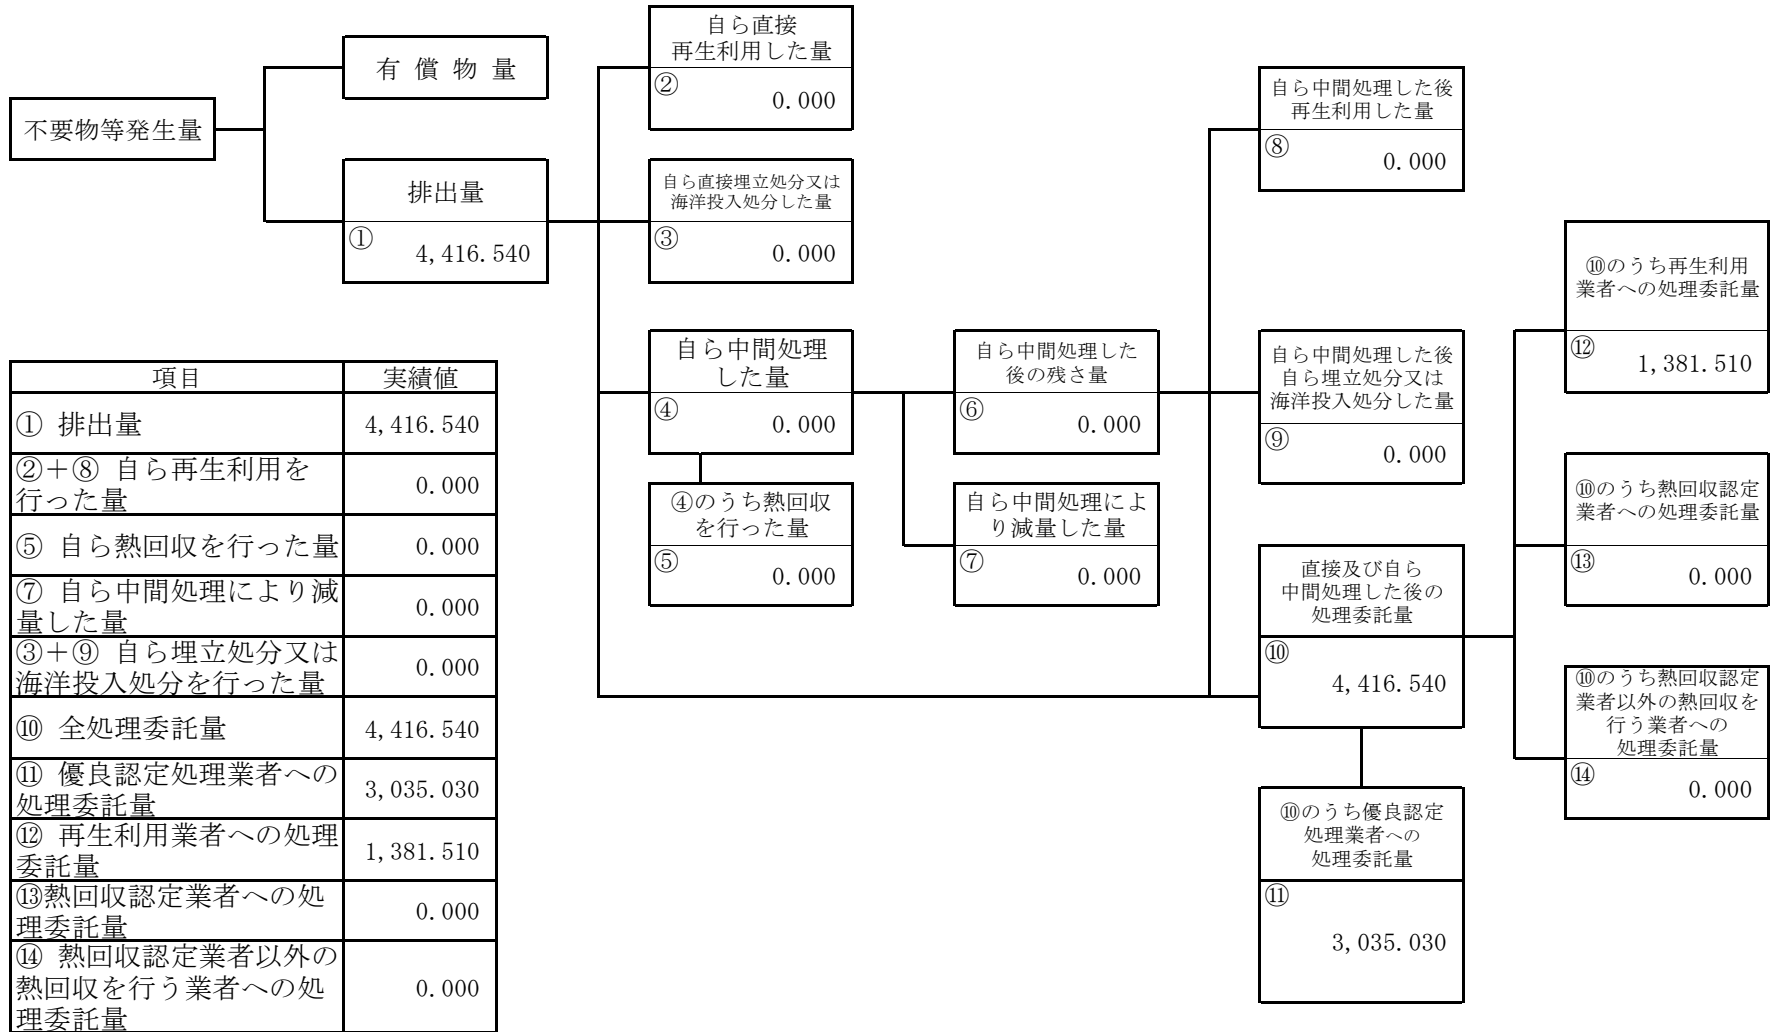 不要物等発生量
有 償 物 量
排出量
①
4,416.540
自ら直接
再生利用した量
②
0.000
自ら直接埋立処分又は
海洋投入処分した量
③
0.000
自ら中間処理
した量
④
0.000
④のうち熱回収
を行った量
⑤
0.000
自ら中間処理した
後の残さ量
⑥
0.000
自ら中間処理によ
り減量した量
⑦
0.000
自ら中間処理した後
再生利用した量
⑧
0.000
自ら中間処理した後
自ら埋立処分又は
海洋投入処分した量
⑨
0.000
直接及び自ら
中間処理した後の
処理委託量
⑩
4,416.540
⑩のうち優良認定
処理業者への
処理委託量
⑪
3,035.030
⑩のうち再生利用
業者への処理委託量
⑫
1,381.510
⑩のうち熱回収認定
業者への処理委託量
⑬
0.000
⑩のうち熱回収認定
業者以外の熱回収を
行う業者への
処理委託量
⑭
0.000
項目 実績値
① 排出量 4,416.540
②＋⑧ 自ら再生利用を
行った量 0.000
⑤ 自ら熱回収を行った量 0.000
⑦ 自ら中間処理により減
量した量 0.000
③＋⑨ 自ら埋立処分又は
海洋投入処分を行った量 0.000
⑩ 全処理委託量 4,416.540
⑪ 優良認定処理業者への
処理委託量 3,035.030
⑫ 再生利用業者への処理
委託量 1,381.510
⑬熱回収認定業者への処
理委託量 0.000
⑭ 熱回収認定業者以外の
熱回収を行う業者への処
理委託量 0.000